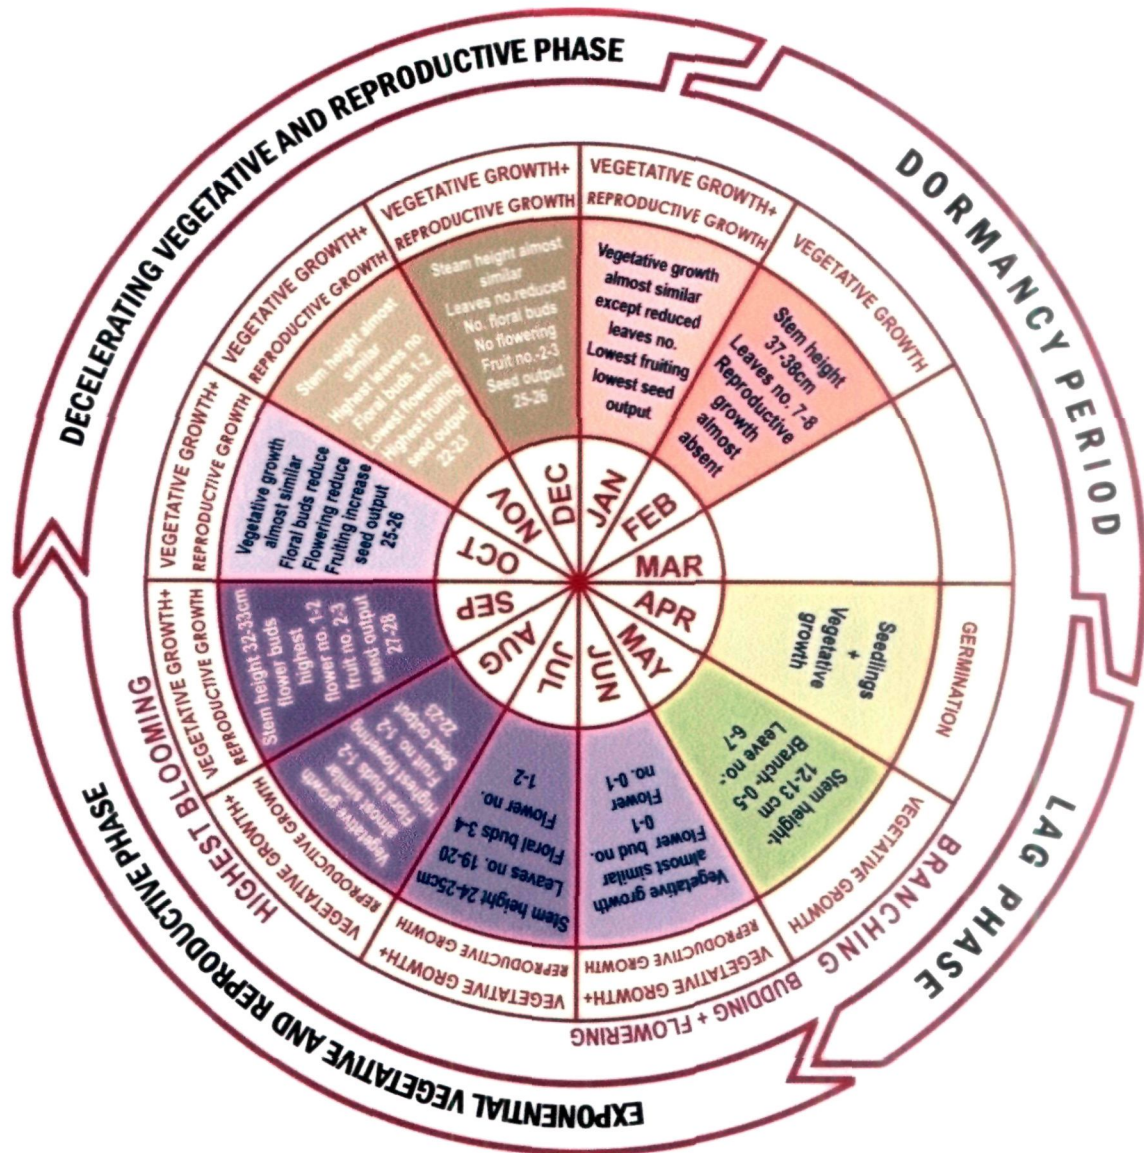 DECELERATING VEGETATIVE AND REPRODUCTIVE PHASE
DORMANCY PERIOD
LAG PHASE
EXPONENTIAL VEGETATIVE AND REPRODUCTIVE PHASE
VEGETATIVE GROWTH+
REPRODUCTIVE GROWTH
Vegetative growth
almost similar
except reduced
leaves no.
Lowest fruiting
lowest seed
output
JAN
VEGETATIVE GROWTH
Stem height
37-38cm
Leaves no. 7-8
Reproductive
growth
almost
absent
FEB
MAR
GERMINATION
Seedlings
+
Vegetative
growth
APR
BRANCHING
VEGETATIVE GROWTH
Stem height-
12-13 cm
Branch- 0-5
Leave no.-
6-7
MAY
BUDDING + FLOWERING
VEGETATIVE GROWTH+
REPRODUCTIVE GROWTH
Vegetative growth
almost similar
Flower bud no.
0-1
Flower
no. 0-1
JUN
VEGETATIVE GROWTH+
REPRODUCTIVE GROWTH
Stem height 24-25cm
Leaves no. 19-20
Floral buds 3-4
Flower no.
1-2
JUL
HIGHEST BLOOMING
VEGETATIVE GROWTH+
REPRODUCTIVE GROWTH
Vegetative growth
almost similar
Floral buds 1-2
Highest flowering
Fruit no. 1-2
Seed output
22-23
AUG
VEGETATIVE GROWTH+
REPRODUCTIVE GROWTH
Stem height 32-33cm
flower buds
highest
flower no. 1-2
fruit no. 2-3
seed output
27-28
SEP
VEGETATIVE GROWTH+
REPRODUCTIVE GROWTH
Vegetative growth
almost similar
Floral buds reduce
Flowering reduce
Fruiting increase
seed output
25-26
OCT
VEGETATIVE GROWTH+
REPRODUCTIVE GROWTH
Stem height almost
similar
Highest leaves no.
Floral buds 1-2
Lowest flowering
Highest fruiting
seed output
22-23
NOV
VEGETATIVE GROWTH+
REPRODUCTIVE GROWTH
Steam height almost
similar
Leaves no.reduced
No. floral buds
No flowering
Fruit no.-2-3
Seed output
25-26
DEC